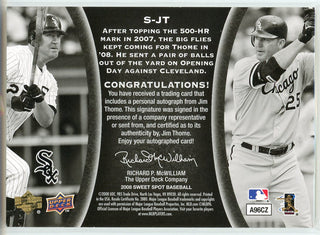 S-JT
AFTER TOPPING THE 500-HR
MARK IN 2007, THE BIG FLIES
KEPT COMING FOR THOME IN
'08. HE SENT A PAIR OF BALLS
OUT OF THE YARD ON OPENING
DAY AGAINST CLEVELAND.
CONGRATULATIONS!
You have received a trading card that
includes a personal autograph from Jim
Thome. This signature was signed in the
presence of a company representative
or sent from, and certified as to its
authenticity by, Jim Thome.
Enjoy your autographed card!
Richard P. McWilliam
RICHARD P. McWILLIAM
The Upper Deck Company
2008 SWEET SPOT BASEBALL
Chicago
25
SOX
A96CZ